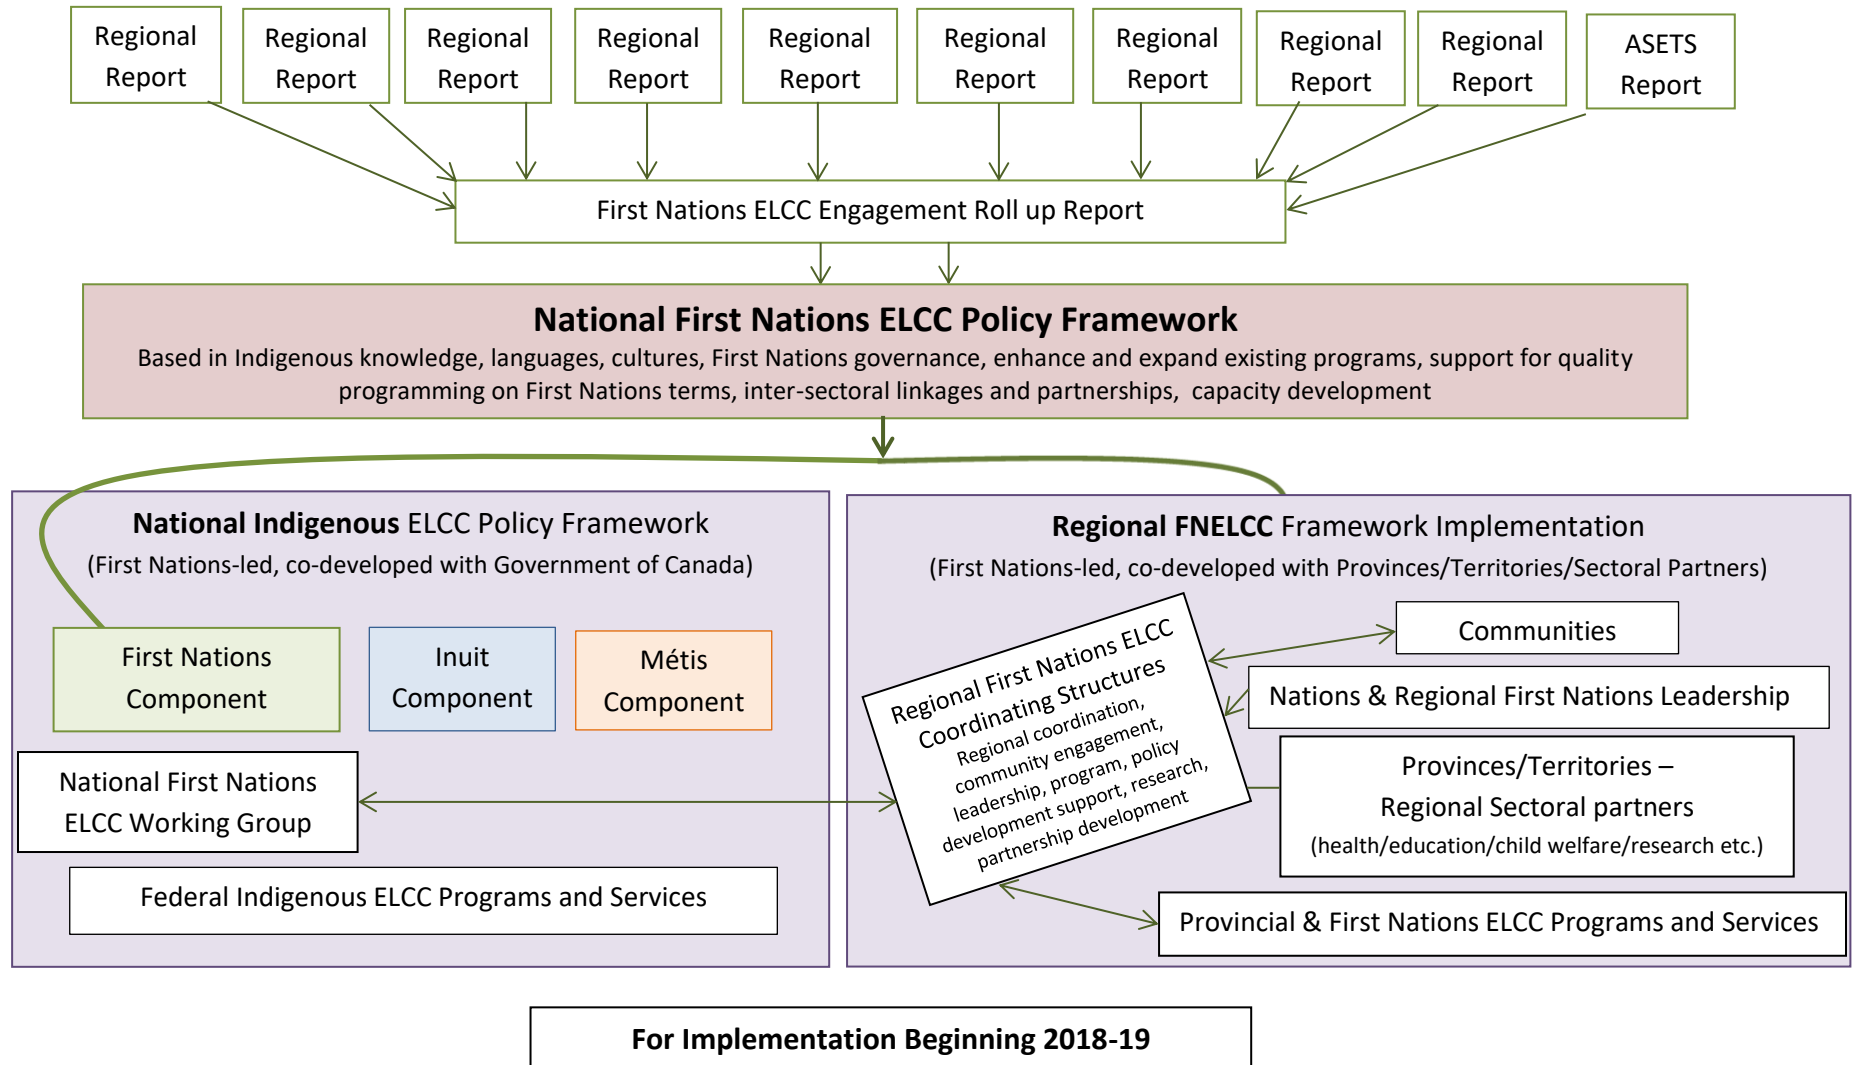 Regional
Report
Regional
Report
Regional
Report
Regional
Report
Regional
Report
Regional
Report
Regional
Report
Regional
Report
Regional
Report
ASETS
Report
First Nations ELCC Engagement Roll up Report
National First Nations ELCC Policy Framework
Based in Indigenous knowledge, languages, cultures, First Nations governance, enhance and expand existing programs, support for quality
programming on First Nations terms, inter-sectoral linkages and partnerships, capacity development
National Indigenous ELCC Policy Framework
(First Nations-led, co-developed with Government of Canada)
First Nations
Component
Inuit
Component
Métis
Component
National First Nations
ELCC Working Group
Federal Indigenous ELCC Programs and Services
Regional FNELCC Framework Implementation
(First Nations-led, co-developed with Provinces/Territories/Sectoral Partners)
Regional First Nations ELCC
Coordinating Structures
Regional coordination,
community engagement,
leadership, program, policy
development support, research,
partnership development
Communities
Nations & Regional First Nations Leadership
Provinces/Territories –
Regional Sectoral partners
(health/education/child welfare/research etc.)
Provincial & First Nations ELCC Programs and Services
For Implementation Beginning 2018-19